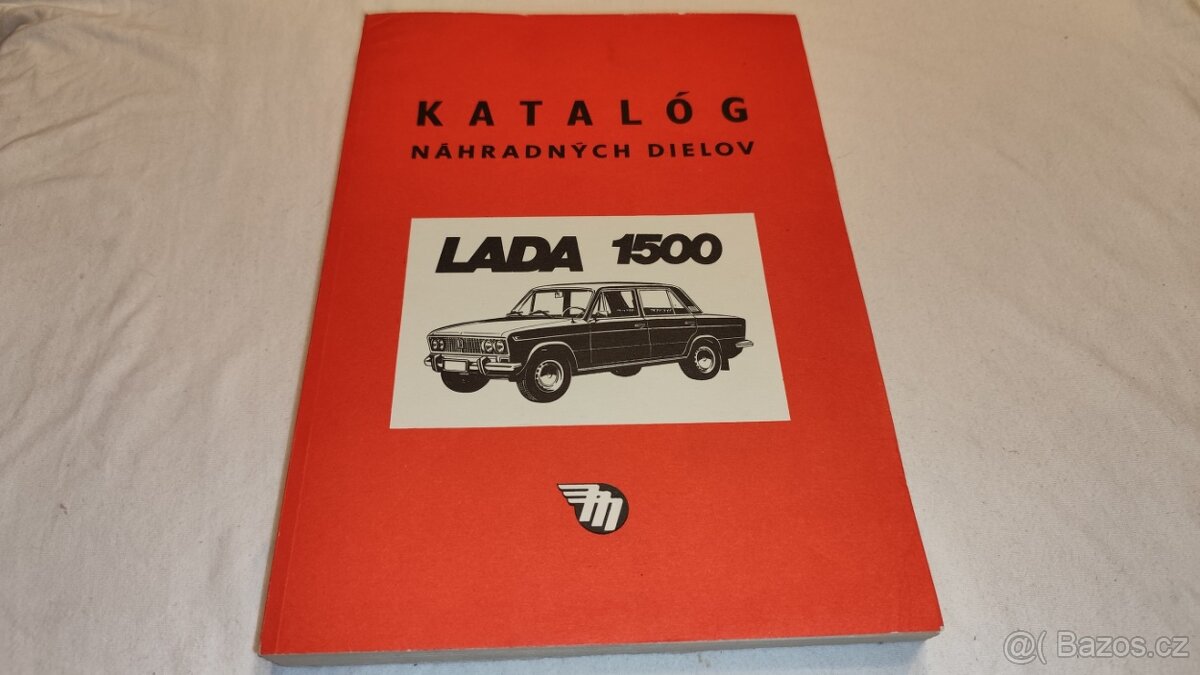 KATALÓG
NÁHRADNÝCH DIELOV
LADA 1500
M
@( Bazos.cz